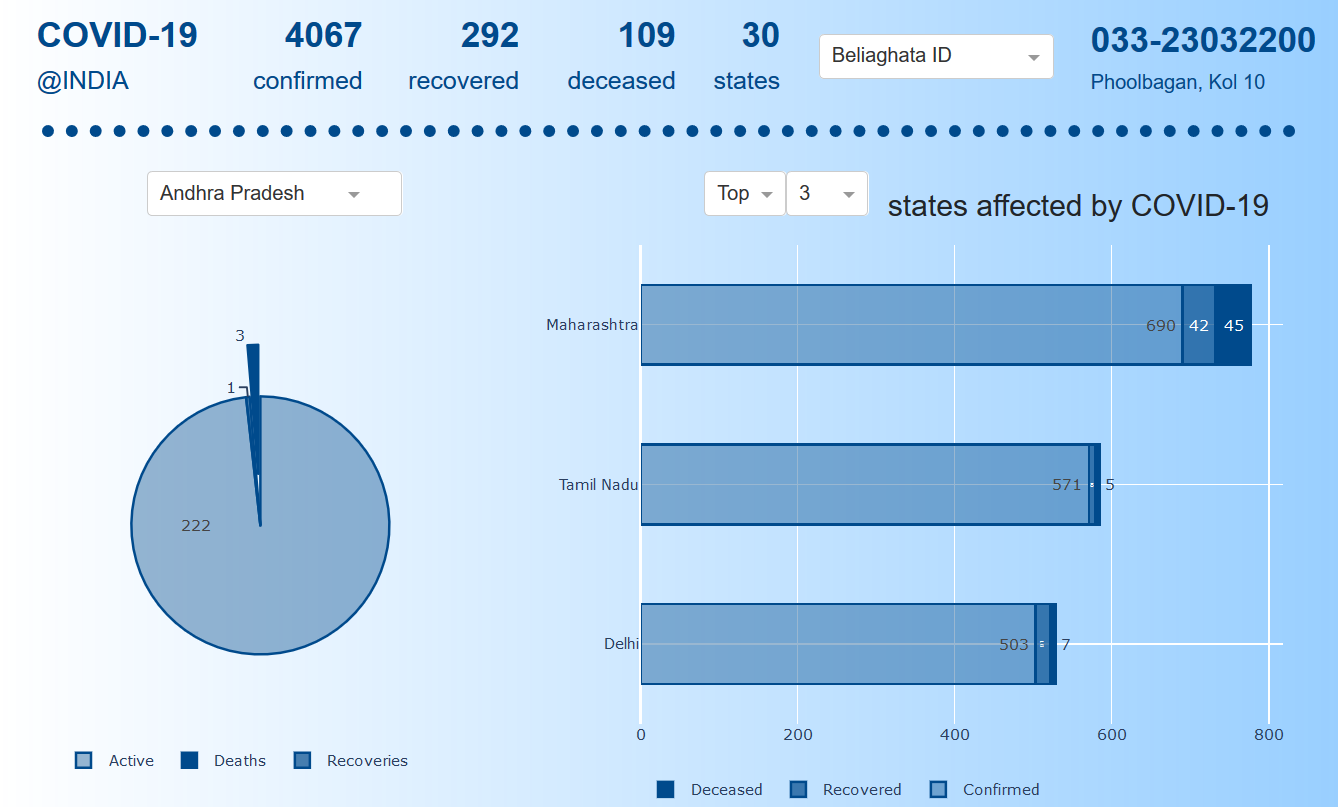 COVID-19 4067 292 109 30 Beliaghata ID 033-23032200
@INDIA confirmed recovered deceased states Phoolbagan, Kol 10
Andhra Pradesh Top 3 states affected by COVID-19
3
1
222
Active Deaths Recoveries
Maharashtra 690 42 45
Tamil Nadu 571 5
Delhi 503 7
0 200 400 600 800
Deceased Recovered Confirmed